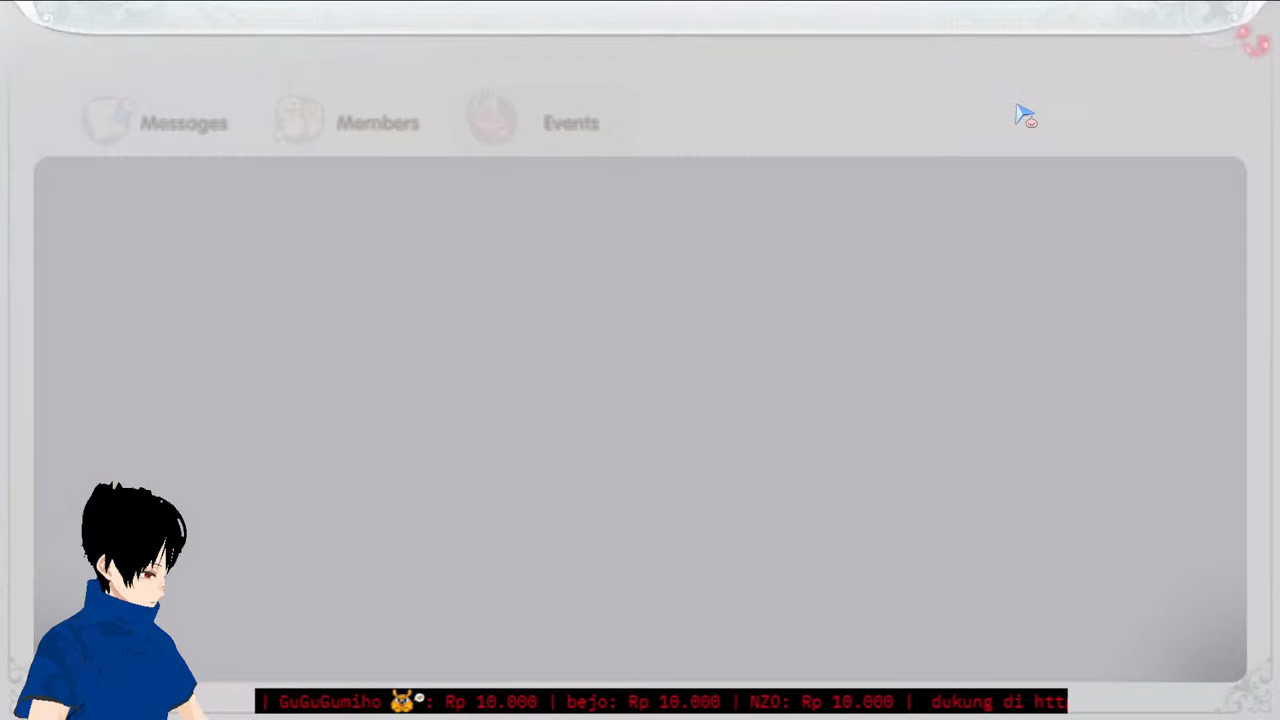 Messages Members Events
| GuGuGumiho : Rp 10.000 | bejo: Rp 10.000 | NZO: Rp 10.000 | dukung di htt